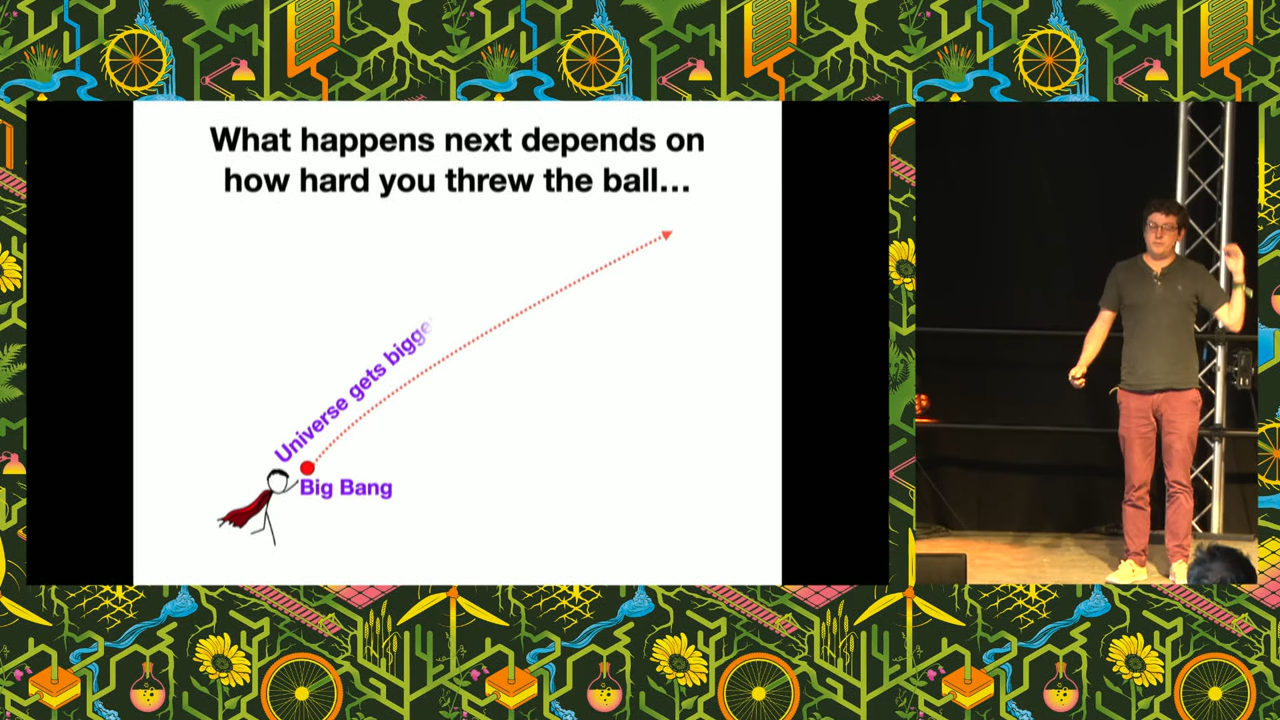 What happens next depends on
how hard you threw the ball...
Universe gets bigge
Big Bang